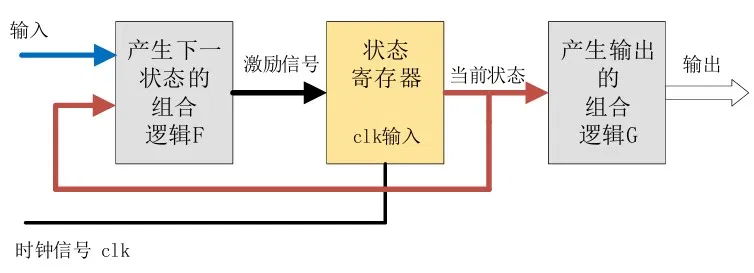 输入
产生下一
状态的
组合
逻辑F
激励信号
状态
寄存器
clk输入
当前状态
产生输出
的
组合
逻辑G
输出
时钟信号 clk